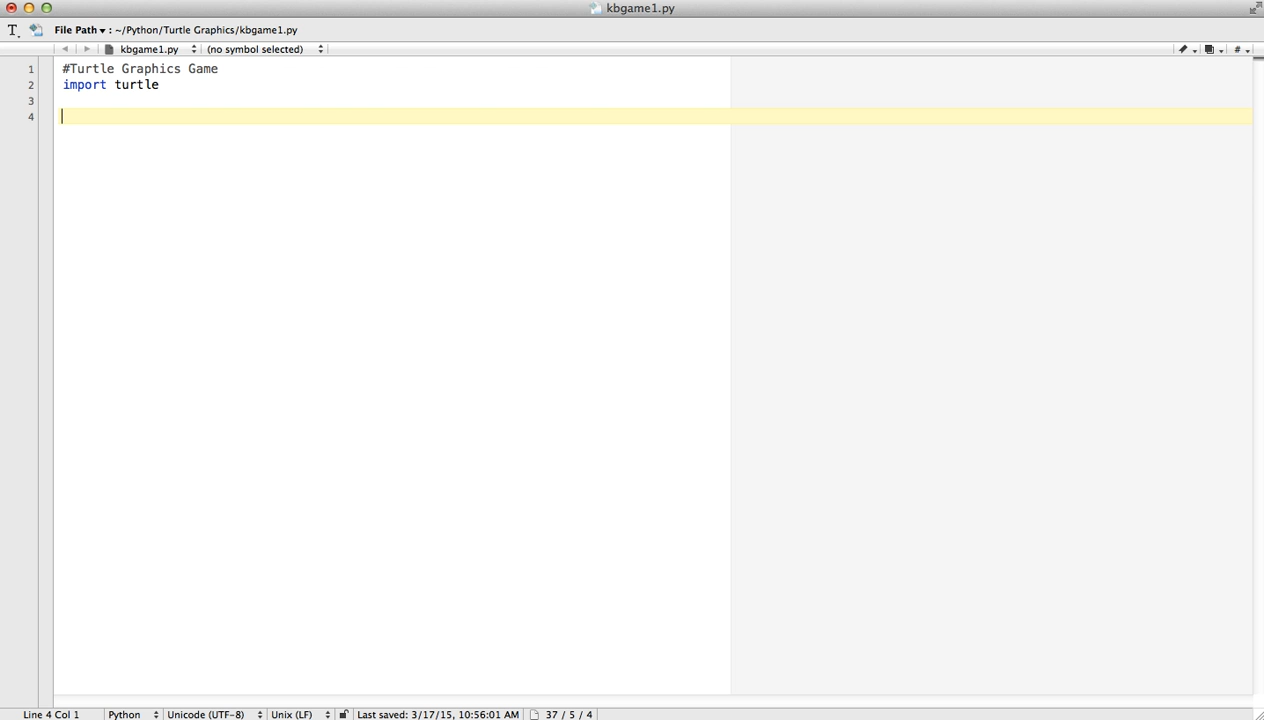 kbgame1.py
File Path : ~/Python/Turtle Graphics/kbgame1.py
kbgame1.py (no symbol selected) #
1 #Turtle Graphics Game
2 import turtle
3
4
Line 4 Col 1 Python Unicode (UTF-8) Unix (LF) Last saved: 3/17/15, 10:56:01 AM 37 / 5 / 4